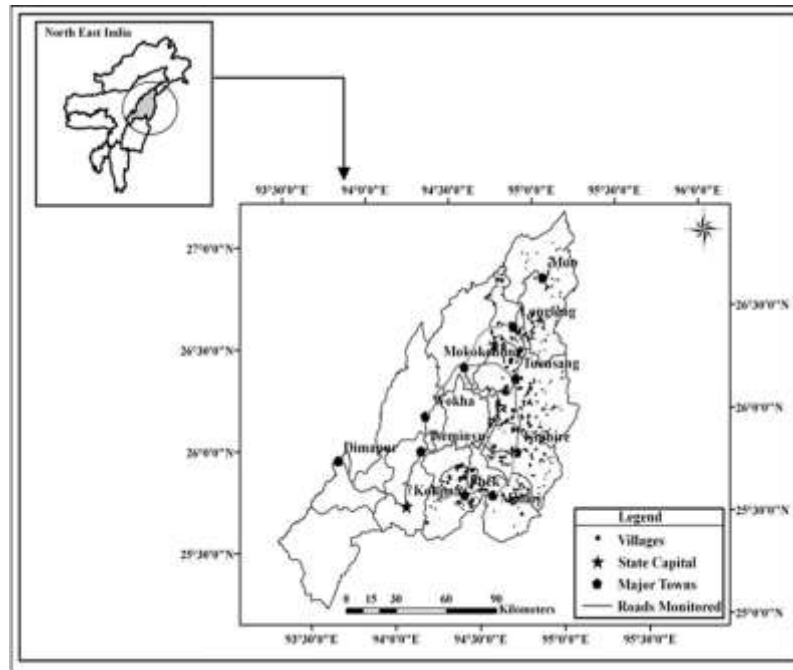 North East India
93°30'0"E 94°0'0"E 94°30'0"E 95°0'0"E 95°30'0"E 96°0'0"E
27°0'0"N
Mon
26°30'0"N
Longleng
26°30'0"N
Mokokchung
Tuensang
Wokha
26°0'0"N
Tseminyu
Kiphire
26°0'0"N
Dimapur
Phek
Kohima
25°30'0"N
25°30'0"N
Legend
Villages
State Capital
Major Towns
Roads Monitored
0 15 30 60 90
Kilometers
25°0'0"N
93°30'0"E 94°0'0"E 94°30'0"E 95°0'0"E 95°30'0"E